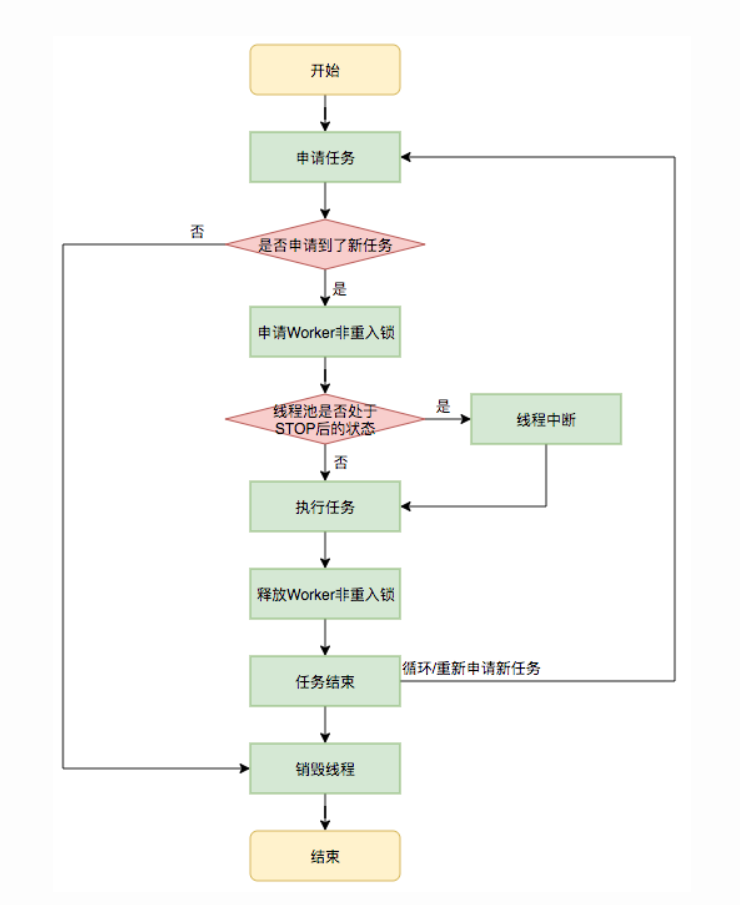 开始
申请任务
否
是否申请到了新任务
是
申请Worker非重入锁
线程池是否处于
STOP后的状态
是
线程中断
否
执行任务
释放Worker非重入锁
任务结束
循环/重新申请新任务
销毁线程
结束